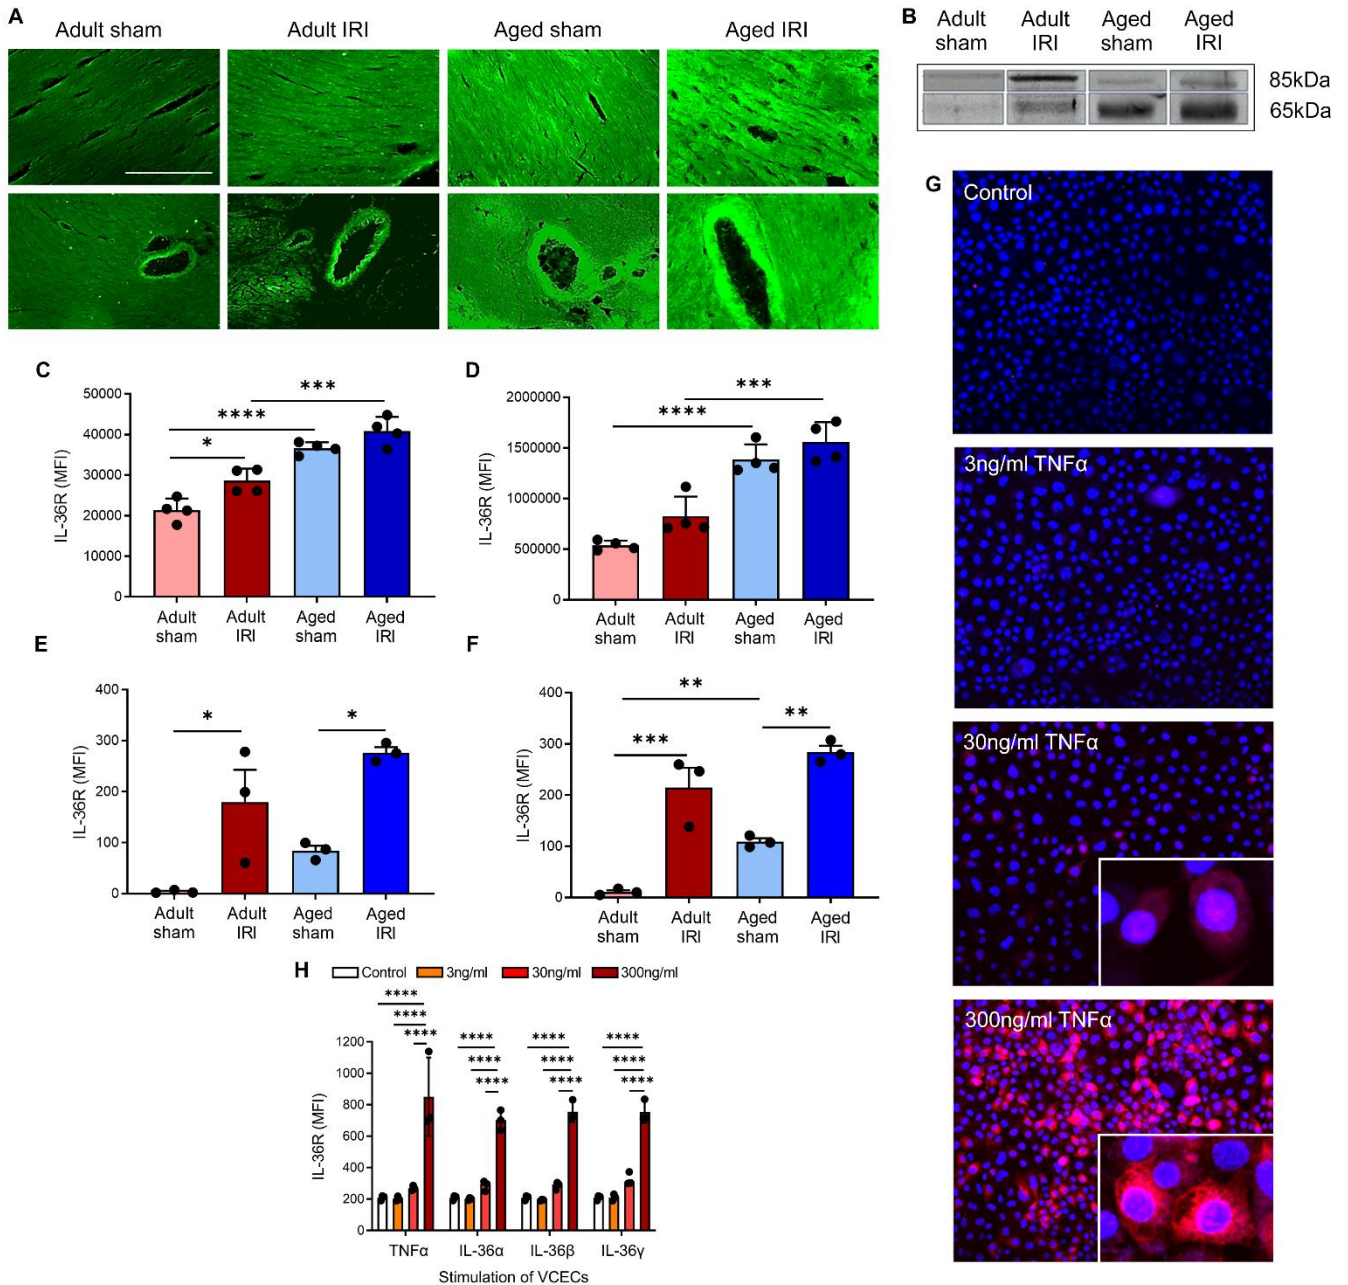 A
Adult sham
Adult IRI
Aged sham
Aged IRI
B
Adult sham
Adult IRI
Aged sham
Aged IRI
85kDa
65kDa
C
IL-36R (MFI)
50000
40000
30000
20000
10000
0
***
****
*
Adult sham
Adult IRI
Aged sham
Aged IRI
D
IL-36R (MFI)
2000000
1500000
1000000
500000
0
***
****
Adult sham
Adult IRI
Aged sham
Aged IRI
E
IL-36R (MFI)
400
300
200
100
0
*
*
Adult sham
Adult IRI
Aged sham
Aged IRI
F
IL-36R (MFI)
400
300
200
100
0
**
***
**
Adult sham
Adult IRI
Aged sham
Aged IRI
G
Control
3ng/ml TNFα
30ng/ml TNFα
300ng/ml TNFα
H
Control 3ng/ml 30ng/ml 300ng/ml
IL-36R (MFI)
1200
1000
800
600
400
200
0
****
****
****
****
****
****
****
****
****
****
****
****
TNFα IL-36α IL-36β IL-36γ
Stimulation of VCECs